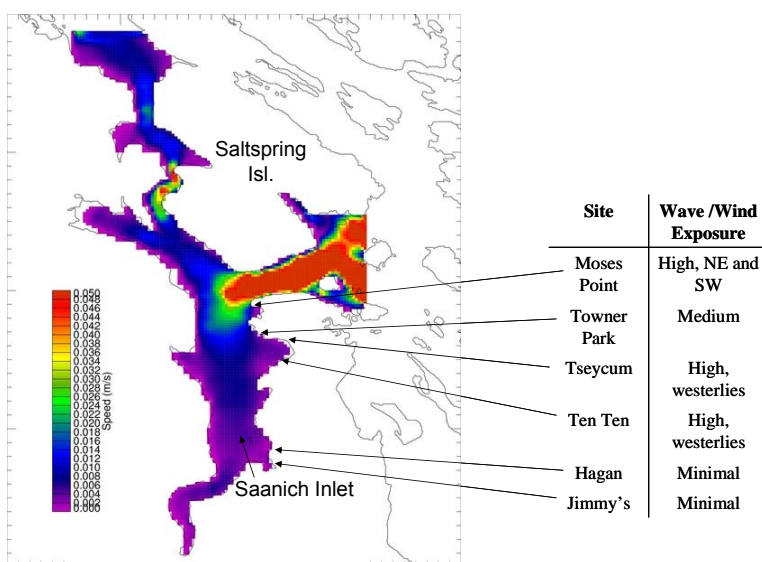 Saltspring
Isl.
Site Wave /Wind
Exposure
Moses High, NE and
Point SW
Towner Medium
Park
Tseycum High,
westerlies
Ten Ten High,
westerlies
Hagan Minimal
Jimmy's Minimal
Saanich Inlet
0.050
0.048
0.046
0.044
0.042
0.040
0.038
0.036
0.034
0.032
0.030
0.028
0.026
0.024
0.022
0.020
0.018
0.016
0.014
0.012
0.010
0.008
0.006
0.004
0.002
0.000
Speed (m/s)